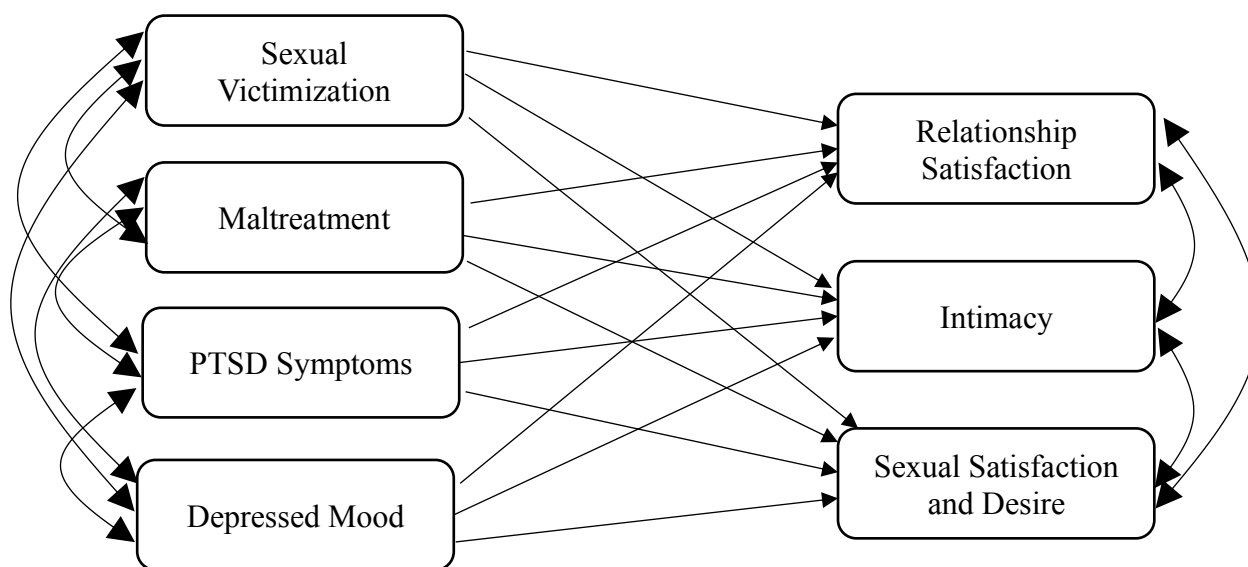 Sexual
Victimization
Maltreatment
PTSD Symptoms
Depressed Mood
Relationship
Satisfaction
Intimacy
Sexual Satisfaction
and Desire